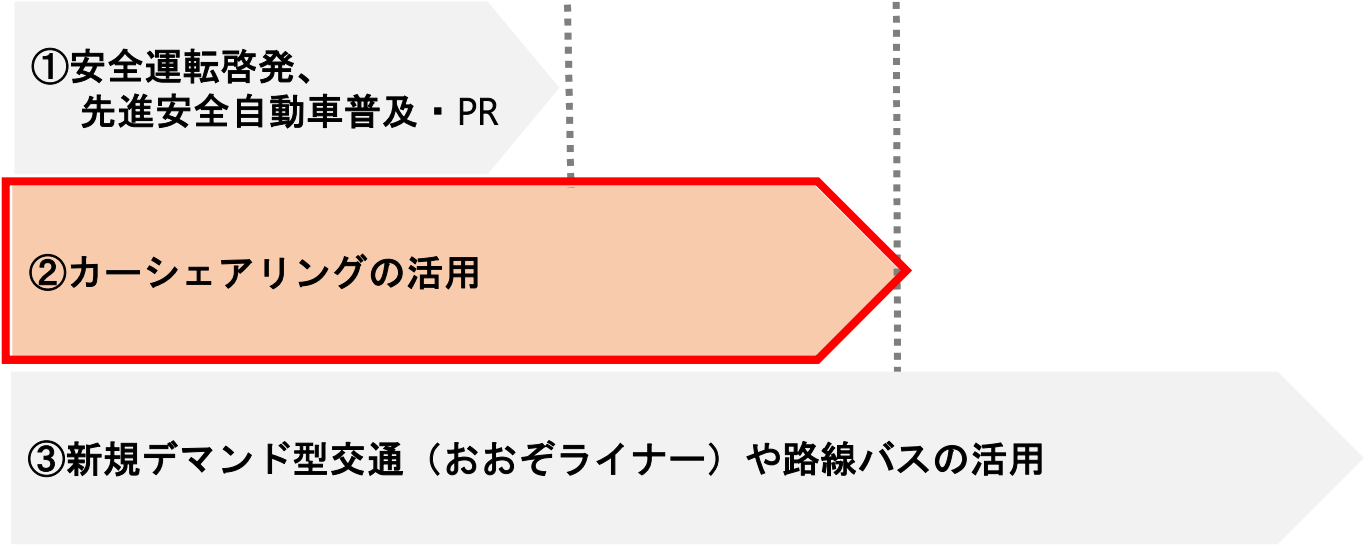 ①安全運転啓発、
先進安全自動車普及・PR
②カーシェアリングの活用
③新規デマンド型交通（おおぞライナー）や路線バスの活用